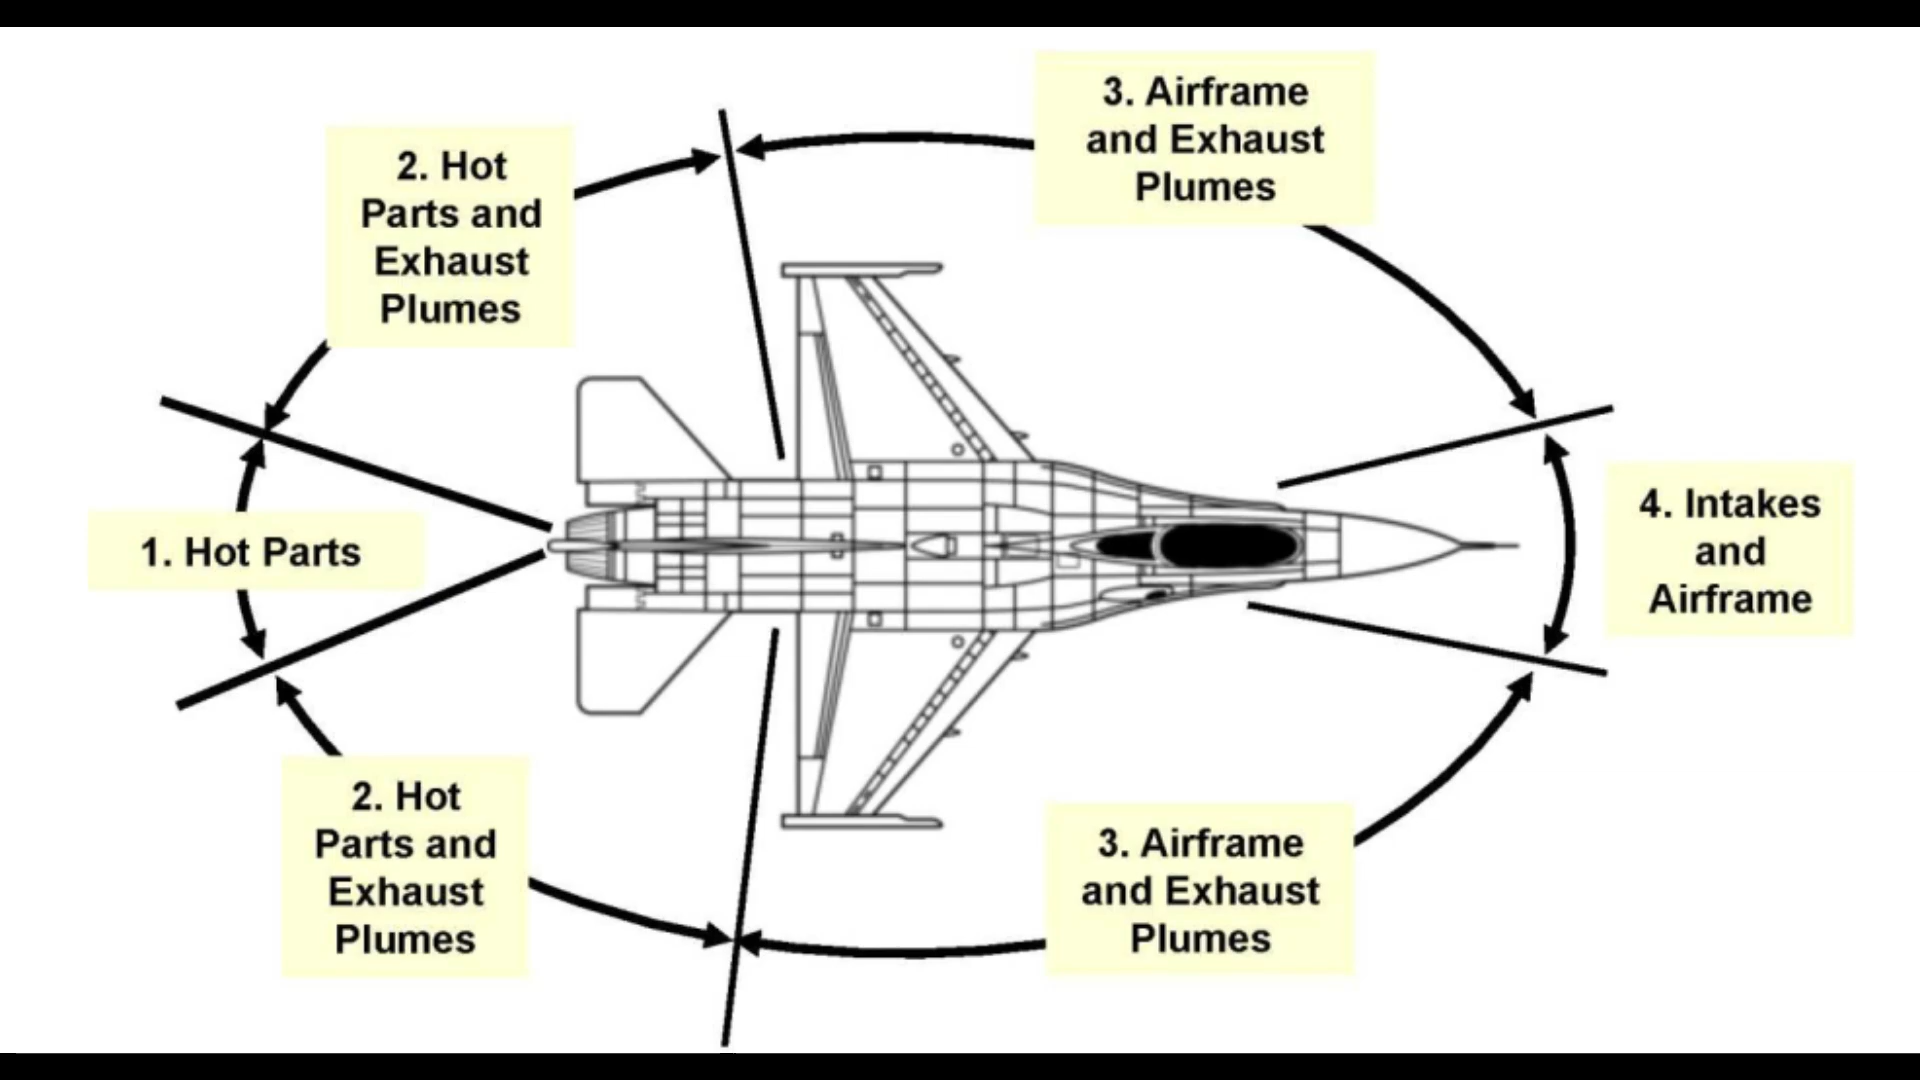 3. Airframe
and Exhaust
Plumes
2. Hot
Parts and
Exhaust
Plumes
1. Hot Parts
4. Intakes
and
Airframe
2. Hot
Parts and
Exhaust
Plumes
3. Airframe
and Exhaust
Plumes